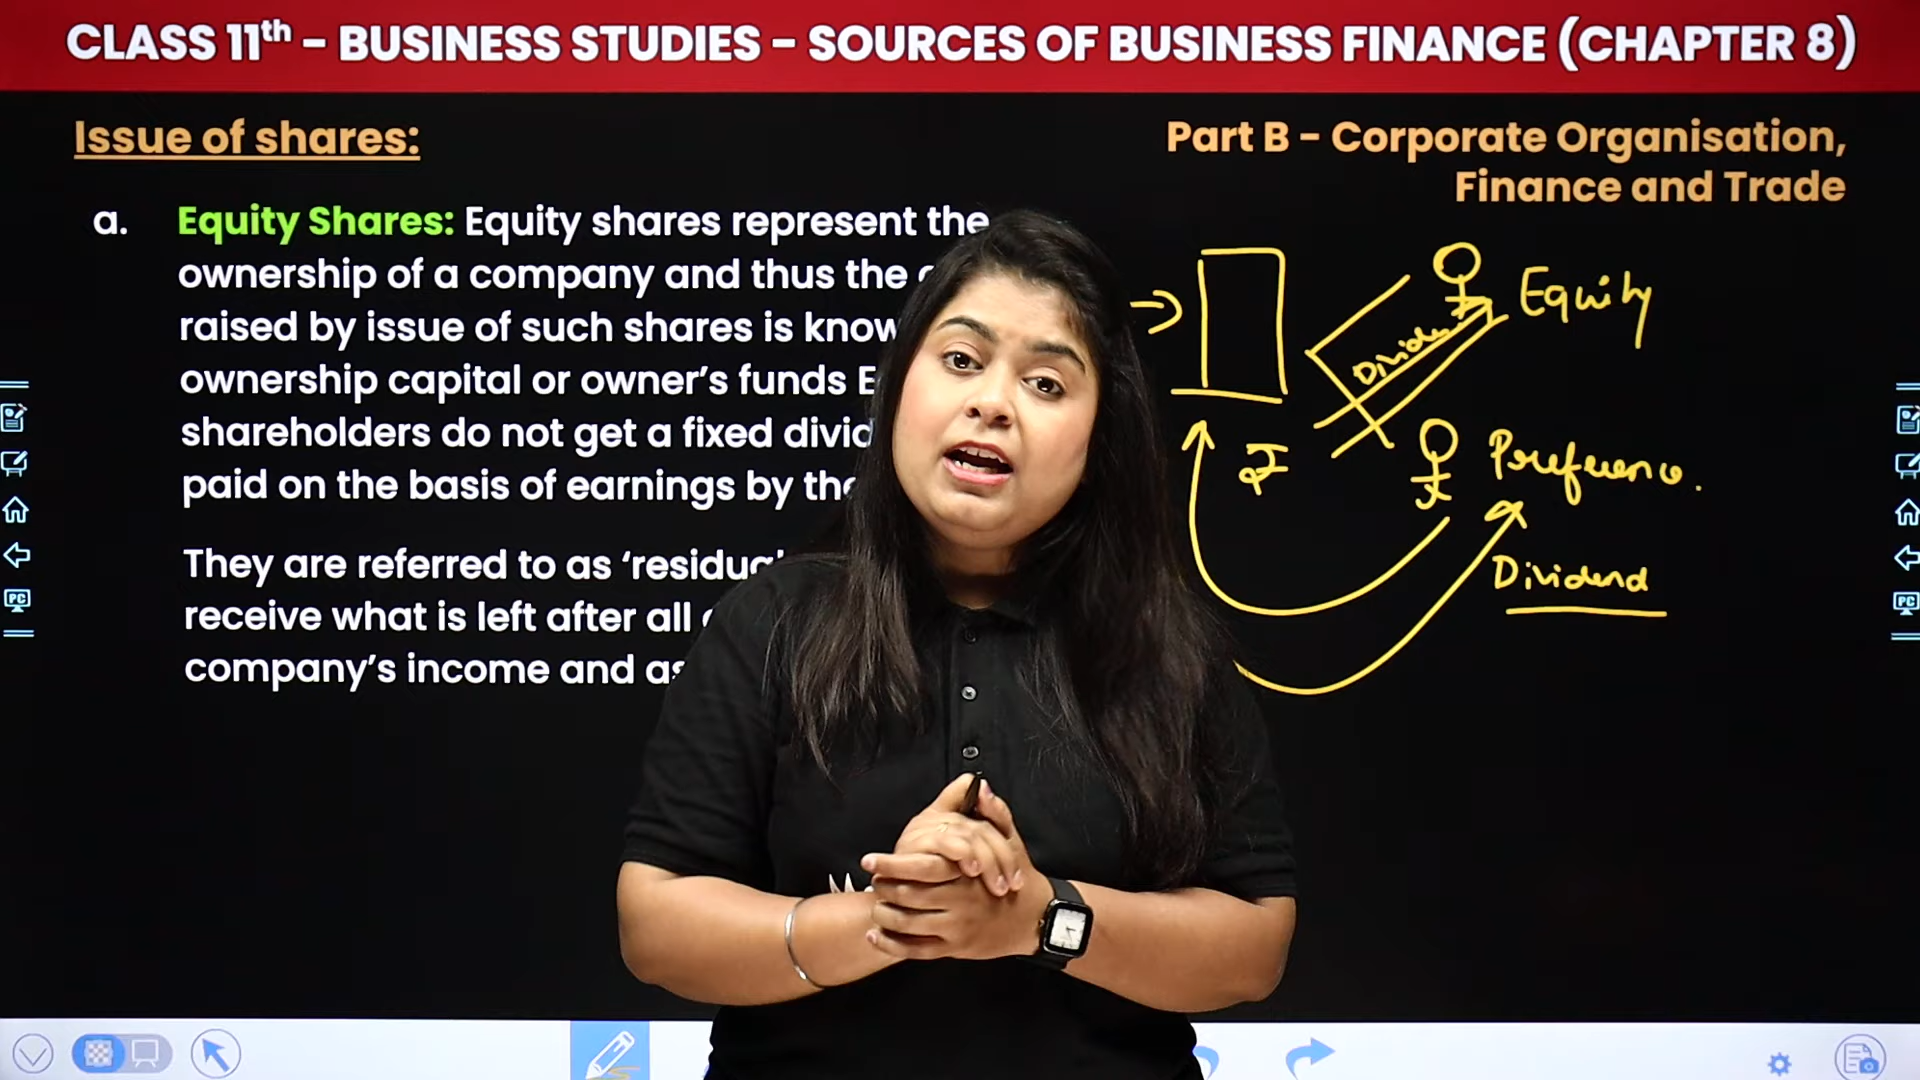 CLASS 11th – BUSINESS STUDIES – SOURCES OF BUSINESS FINANCE (CHAPTER 8)
Issue of shares:
Part B – Corporate Organisation,
Finance and Trade
a. Equity Shares: Equity shares represent the
ownership of a company and thus the
raised by issue of such shares is know
ownership capital or owner's funds E
shareholders do not get a fixed divid
paid on the basis of earnings by the
They are referred to as 'residual
receive what is left after all
company's income and as
Equity
Dividen
Preference.
Dividend
PC
PC